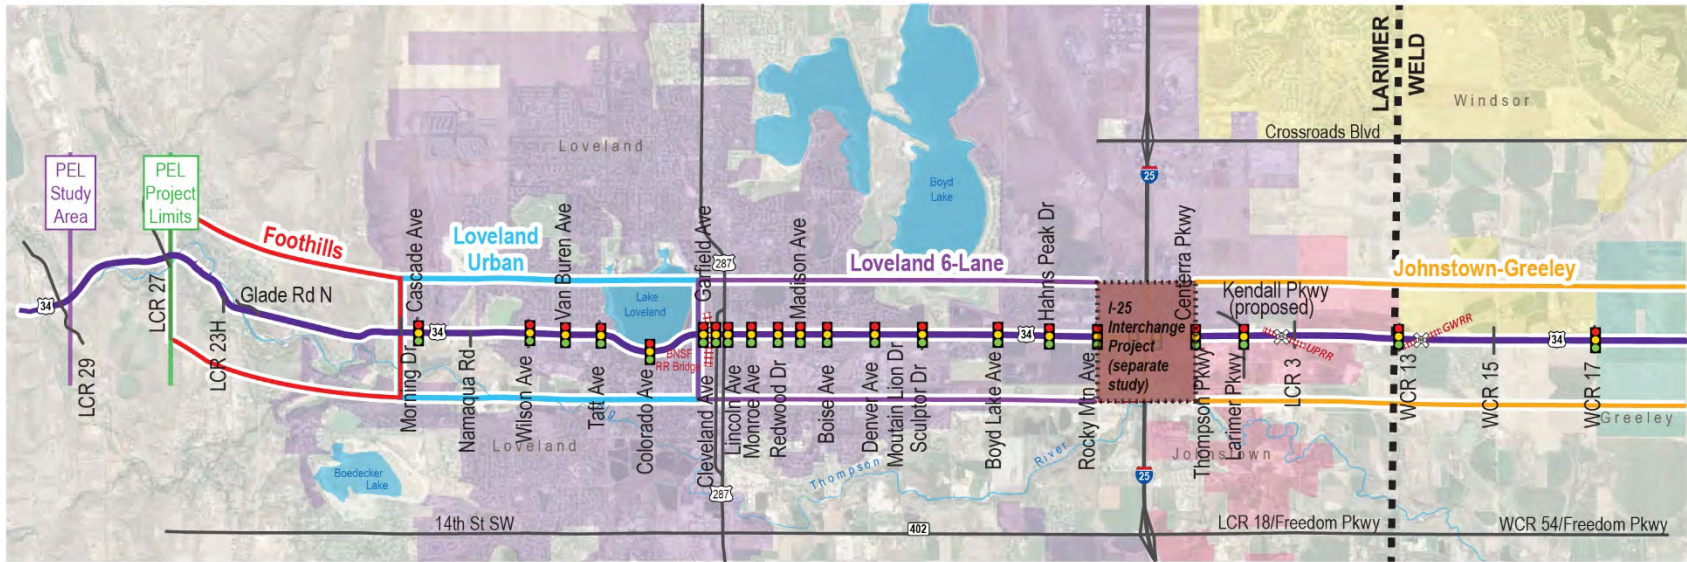 LARIMER
WELD
Windsor
Crossroads Blvd
Loveland
PEL
Study
Area
PEL
Project
Limits
25
Boyd
Lake
Foothills
Loveland
Urban
Loveland 6-Lane
Johnstown-Greeley
Cascade Ave
Van Buren Ave
Garfield Ave
287
Madison Ave
Hahns Peak Dr
Centerra Pkwy
Kendall Pkwy
(proposed)
34
LCR 29
LCR 27
LCR 23H
Glade Rd N
34
Lake
Loveland
BNSF
RR Bridge
34
I-25
Interchange
Project
(separate
study)
UPRR
GWRR
34
Morning Dr
Namaqua Rd
Wilson Ave
Taft Ave
Colorado Ave
Cleveland Ave
Lincoln Ave
Monroe Ave
Redwood Dr
Boise Ave
Denver Ave
Moutain Lion Dr
Sculptor Dr
Boyd Lake Ave
Rocky Mtn Ave
Thompson Pkwy
Larimer Pkwy
LCR 3
WCR 13
WCR 15
WCR 17
Greeley
Loveland
Thompson
River
Johnstown
Boedecker
Lake
287
25
14th St SW
402
LCR 18/Freedom Pkwy
WCR 54/Freedom Pkwy